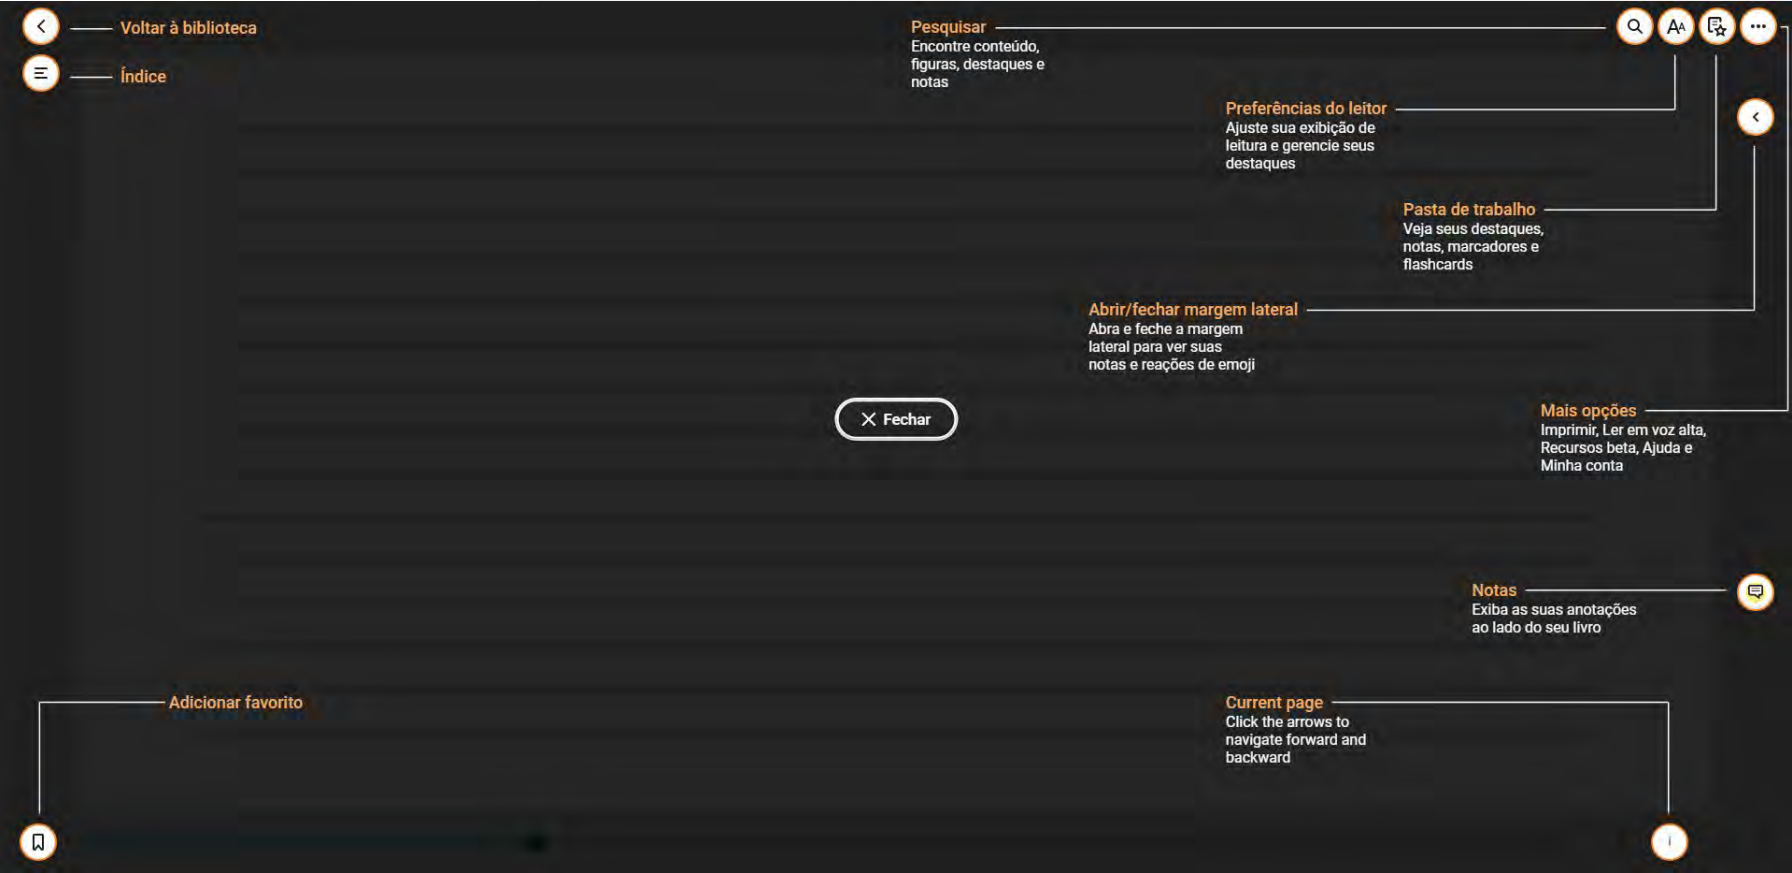 Voltar à biblioteca
Índice
Pesquisar
Encontre conteúdo,
figuras, destaques e
notas
AA
Preferências do leitor
Ajuste sua exibição de
leitura e gerencie seus
destaques
Pasta de trabalho
Veja seus destaques,
notas, marcadores e
flashcards
Abrir/fechar margem lateral
Abra e feche a margem
lateral para ver suas
notas e reações de emoji
Fechar
Mais opções
Imprimir, Ler em voz alta,
Recursos beta, Ajuda e
Minha conta
Notas
Exiba as suas anotações
ao lado do seu livro
Adicionar favorito
Current page
Click the arrows to
navigate forward and
backward
i